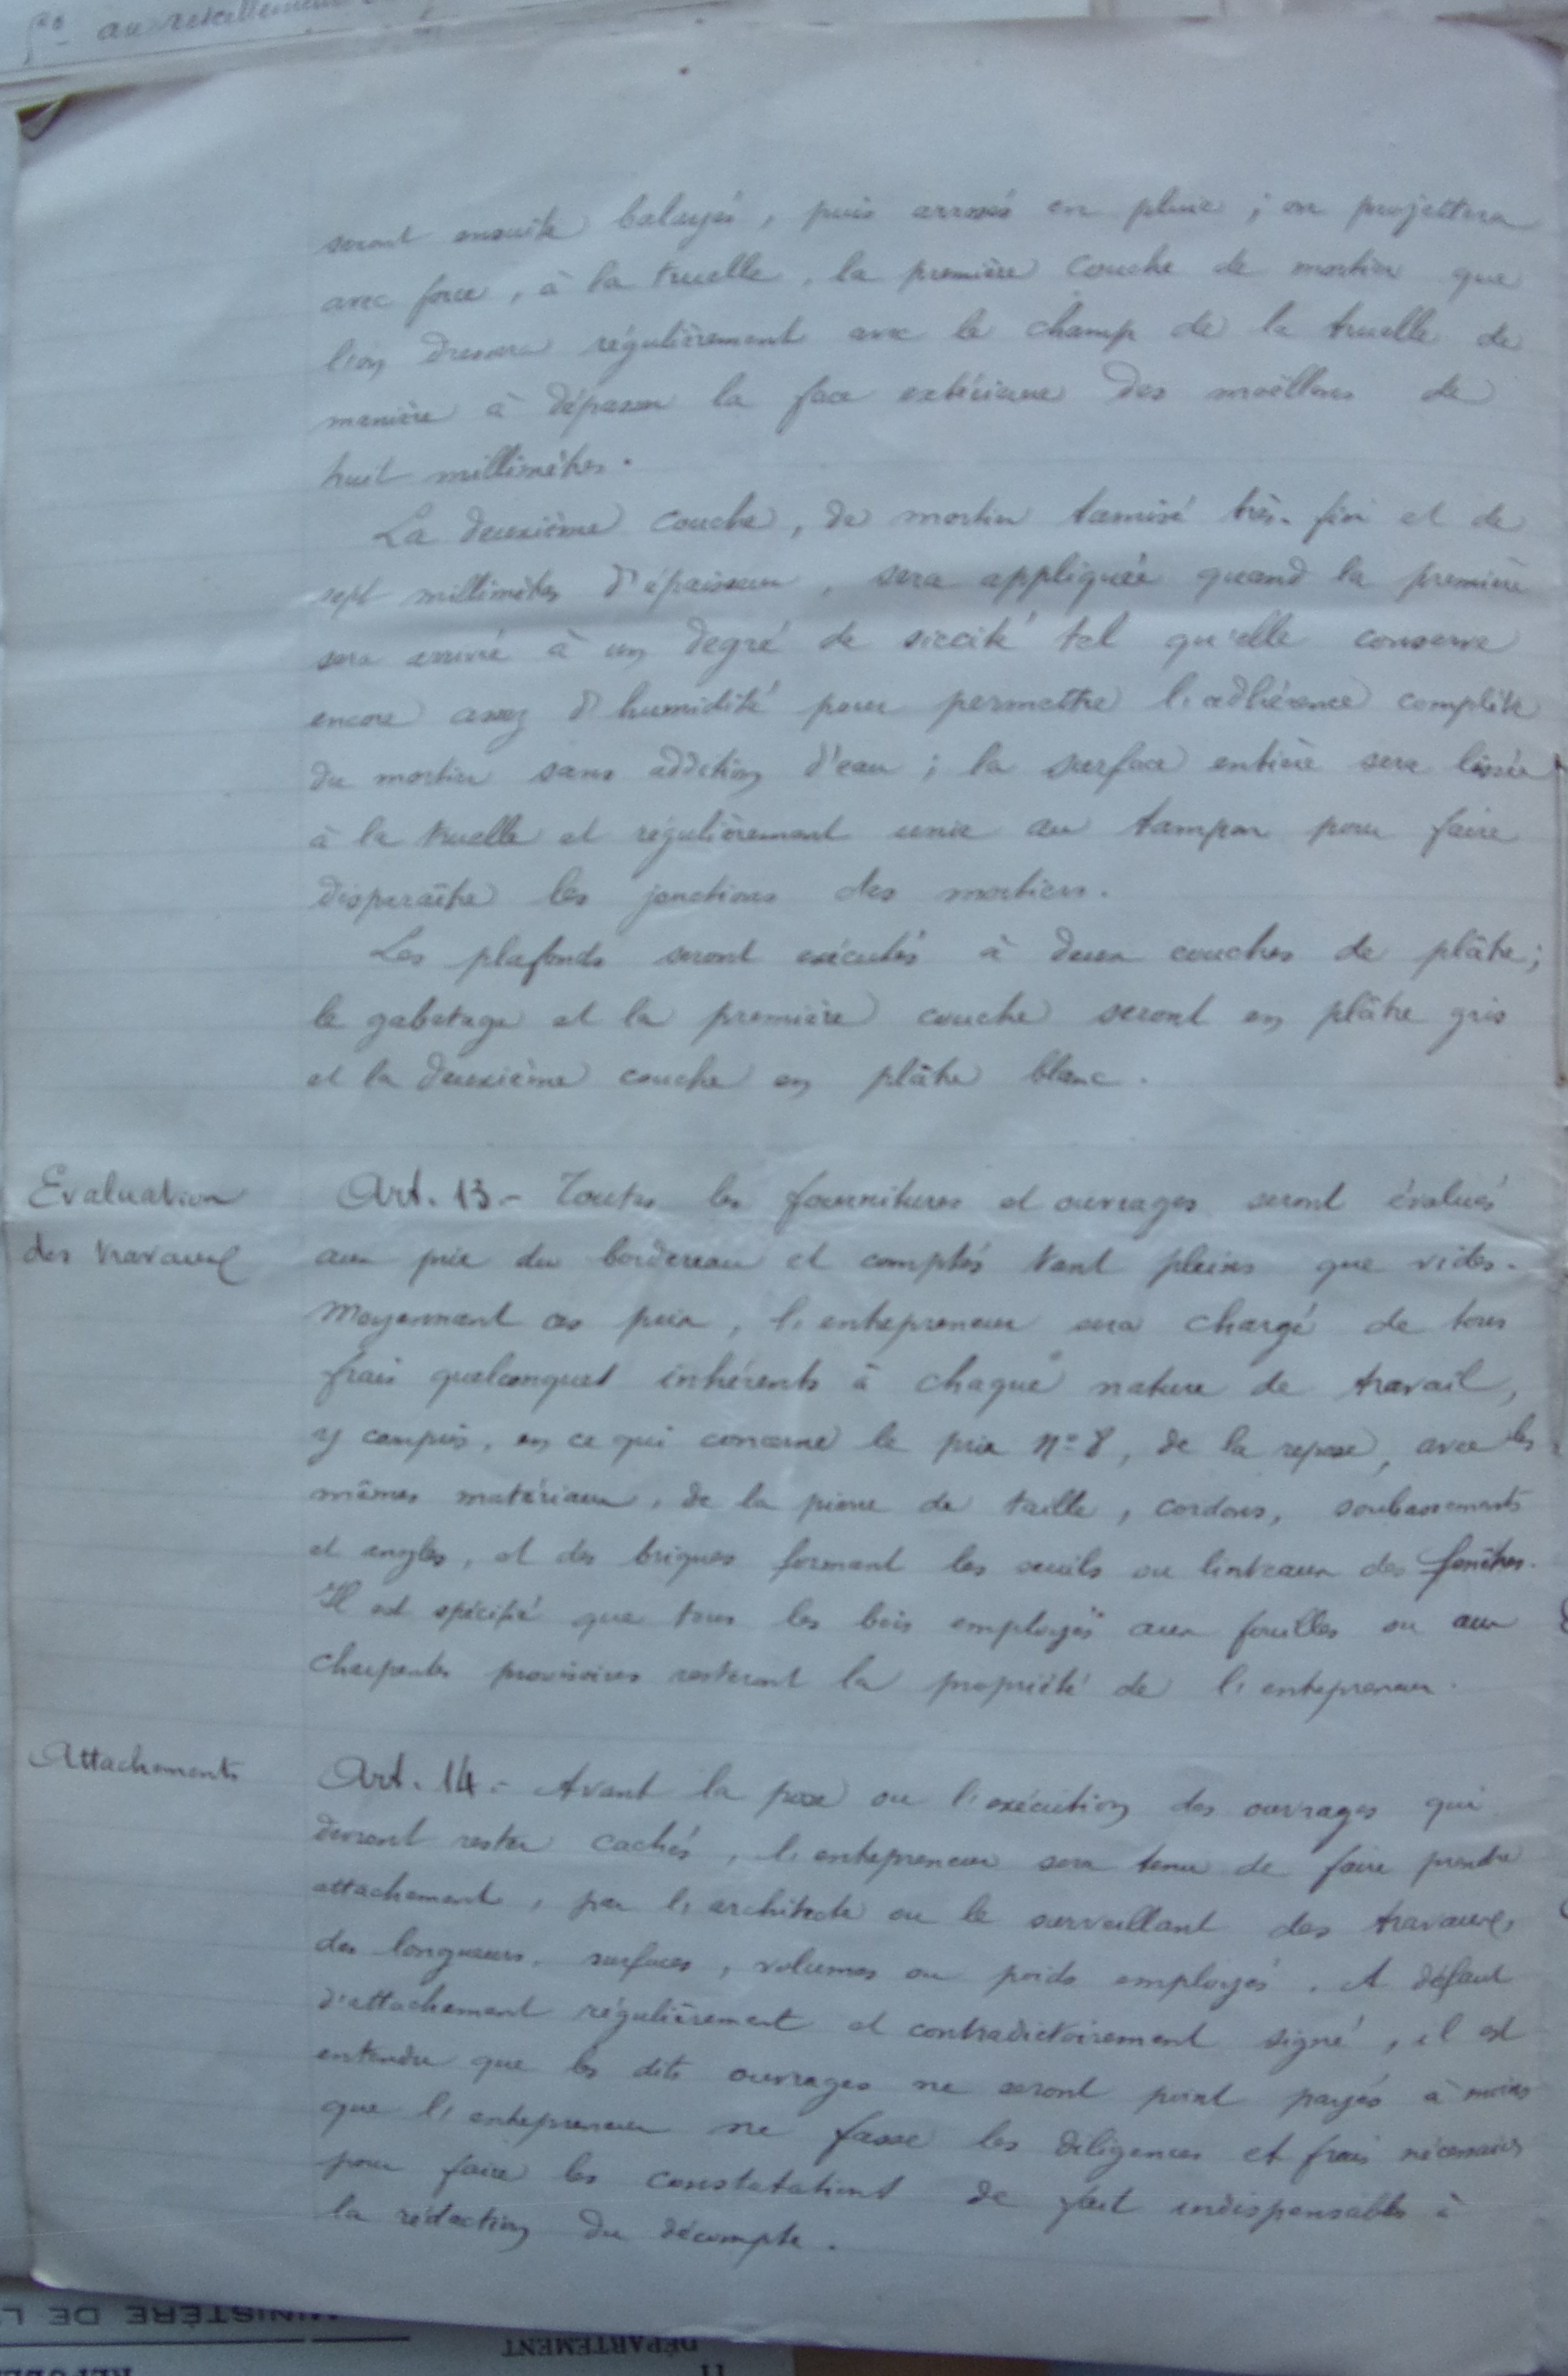 seront ensuite balayés, puis arrosés en pluie ; on projettera
avec force, à la truelle, la première couche de mortier que
l'on dressera régulièrement avec le champ de la truelle de
manière à dépasser la face extérieure des moëllons de
huit millimètres.
La deuxième couche, de mortier tamisé très-fin et de
sept millimètres d'épaisseur, sera appliquée quand la première
sera arrivée à un degré de siccité tel qu'elle conserve
encore assez d'humidité pour permettre l'adhérence complète
du mortier sans addition d'eau ; la surface entière sera lissée
à la truelle et régulièrement unie au tampon pour faire
disparaître les jonctions des mortiers.
Les plafonds seront exécutés à deux couches de plâtre ;
le gabetage et la première couche seront en plâtre gris
et la deuxième couche en plâtre blanc.
Evaluation
des travaux
Art. 13.- Toutes les fournitures et ouvrages seront évalués
aux prix du bordereau et comptés tant pleins que vides.
Moyennant ces prix, l'entrepreneur sera chargé de tous
frais quelconques inhérents à chaque nature de travail,
y compris, en ce qui concerne le prix n° 8, de la repose, avec les
mêmes matériaux, de la pierre de taille, cordons, soubassements
et angles, et des briques formant les seuils ou linteaux des fenêtres.
Il est spécifié que tous les bois employés aux fouilles ou aux
charpentes provisoires resteront la propriété de l'entrepreneur.
Attachements
Art. 14.- Avant la pose ou l'exécution des ouvrages qui
devront rester cachés, l'entrepreneur sera tenu de faire prendre
attachement, par l'architecte ou le surveillant des travaux,
des longueurs, surfaces, volumes ou poids employés. A défaut
d'attachement régulièrement et contradictoirement signé, il est
entendu que les dits ouvrages ne seront point payés à moins
que l'entrepreneur ne fasse les diligences et frais nécessaires
pour faire les constatations de fait indispensables à
la rédaction du décompte.
MINISTÈRE DE L
DÉPARTEMENT